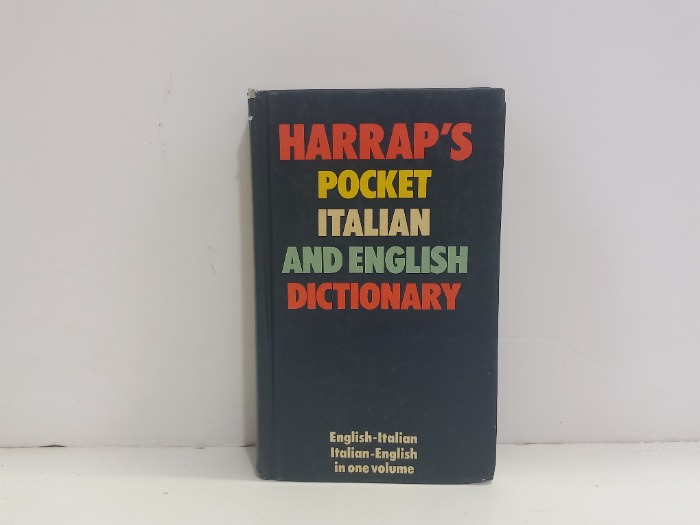 HARRAP'S
POCKET
ITALIAN
AND ENGLISH
DICTIONARY
English-Italian
Italian-English
in one volume